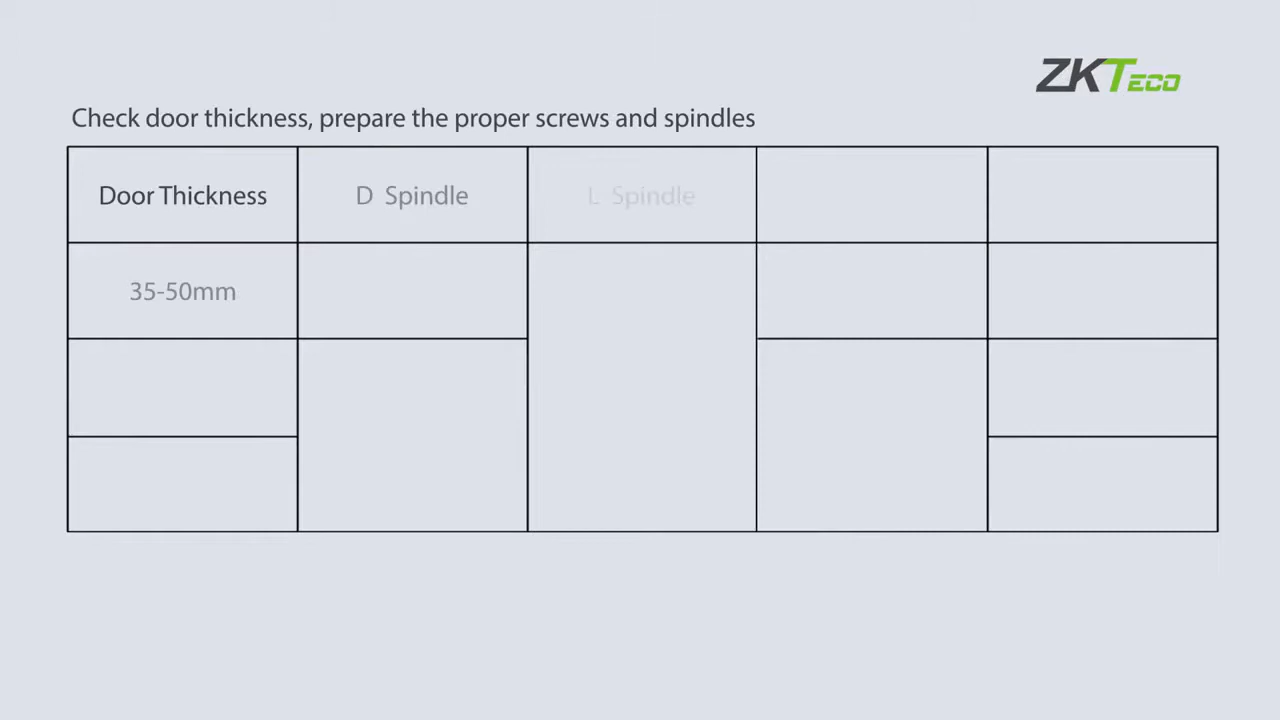 ZKTECO
Check door thickness, prepare the proper screws and spindles
Door Thickness D Spindle L Spindle
35-50mm